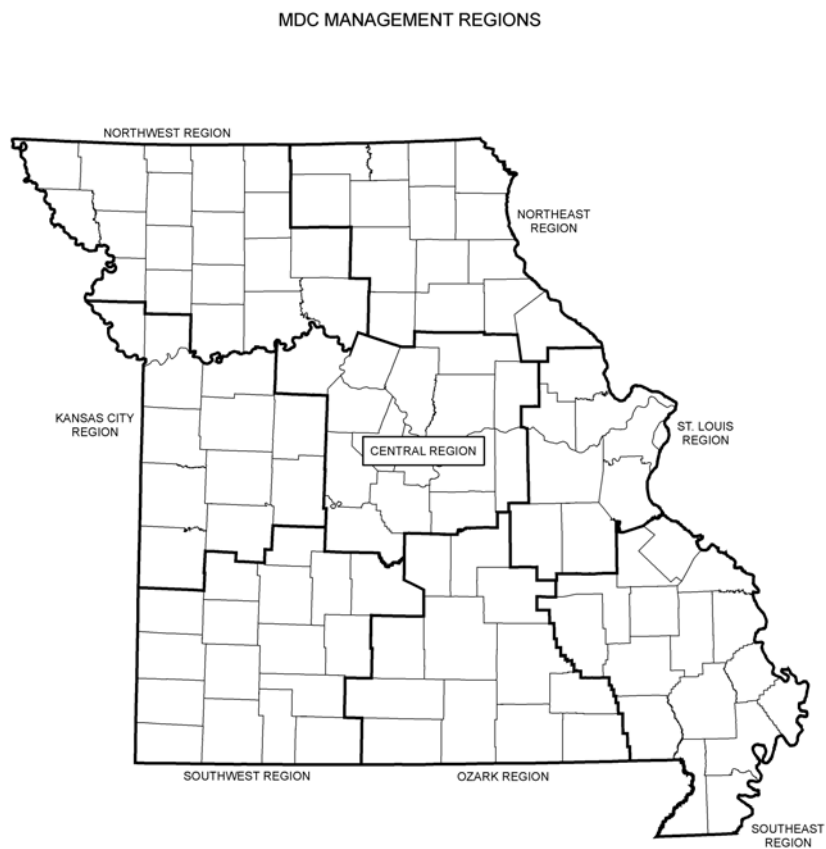 MDC MANAGEMENT REGIONS
NORTHWEST REGION
NORTHEAST
REGION
KANSAS CITY
REGION
ST. LOUIS
REGION
CENTRAL REGION
SOUTHWEST REGION
OZARK REGION
SOUTHEAST
REGION